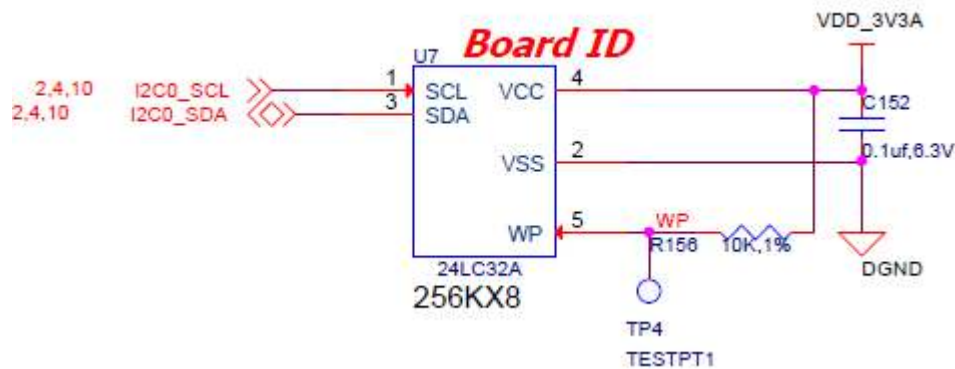 VDD_3V3A
Board ID
U7
2,4,10 I2C0_SCL 1 SCL VCC 4
2,4,10 I2C0_SDA 3 SDA
C152
0.1uf,6.3V
VSS 2
WP 5 WP
R156 10K,1%
24LC32A
256KX8
DGND
TP4
TESTPT1